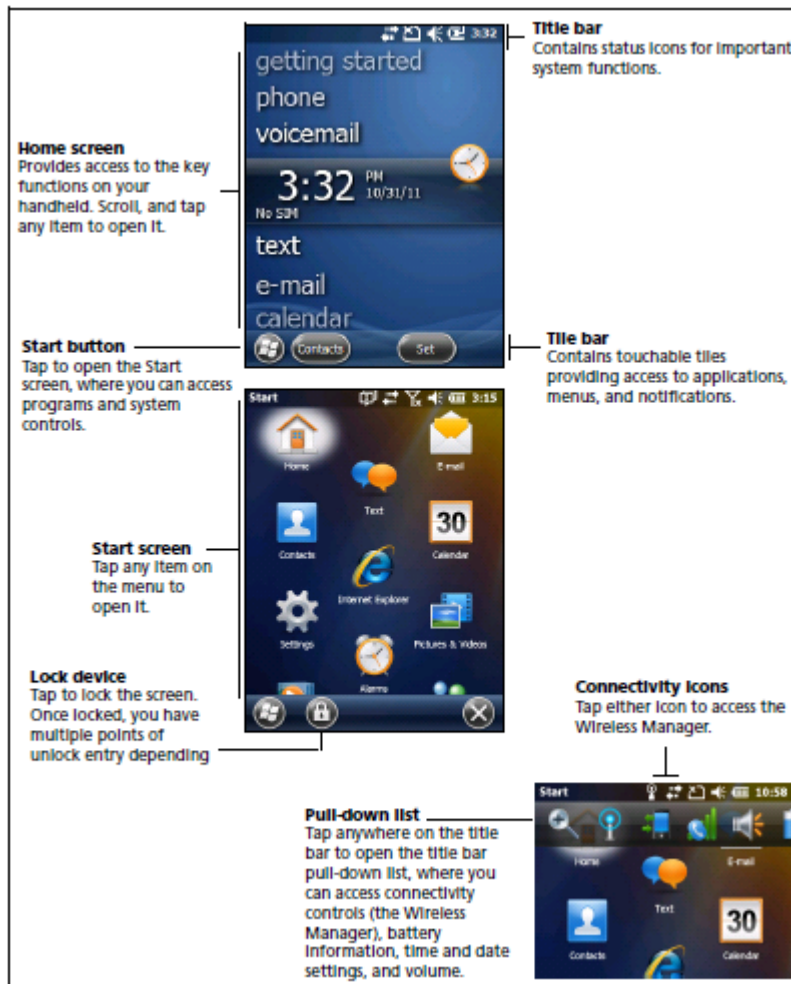 3:32
getting started
phone
voicemail
3:32 PM
10/31/11
No SIM
text
e-mail
calendar
Contacts
Set
Title bar
Contains status icons for important
system functions.
Home screen
Provides access to the key
functions on your
handheld. Scroll, and tap
any item to open it.
Start button
Tap to open the Start
screen, where you can access
programs and system
controls.
Tile bar
Contains touchable tiles
providing access to applications,
menus, and notifications.
Start
3:15
Home
E-mail
Text
Contacts
30
Calendar
Internet Explorer
Settings
Pictures & Videos
Alarms
Start screen
Tap any item on
the menu to
open it.
Lock device
Tap to lock the screen.
Once locked, you have
multiple points of
unlock entry depending
Connectivity icons
Tap either icon to access the
Wireless Manager.
Pull-down list
Tap anywhere on the title
bar to open the title bar
pull-down list, where you
can access connectivity
controls (the Wireless
Manager), battery
information, time and date
settings, and volume.
Start
10:58
Home
E-mail
Text
Contacts
30
Calendar